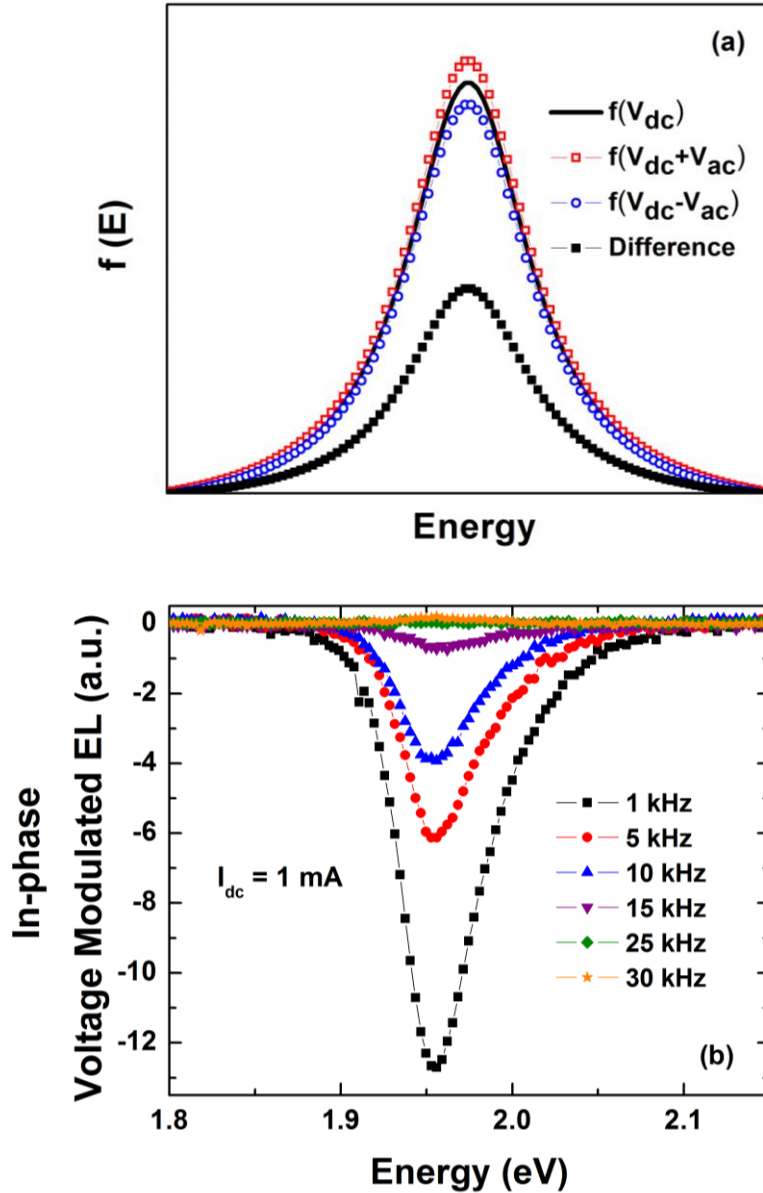 (a)
f (E)
f(Vdc)
f(Vdc+Vac)
f(Vdc-Vac)
Difference
Energy
In-phase
Voltage Modulated EL (a.u.)
0
-2
-4
-6
-8
-10
-12
Idc = 1 mA
1 kHz
5 kHz
10 kHz
15 kHz
25 kHz
30 kHz
(b)
1.8 1.9 2.0 2.1
Energy (eV)